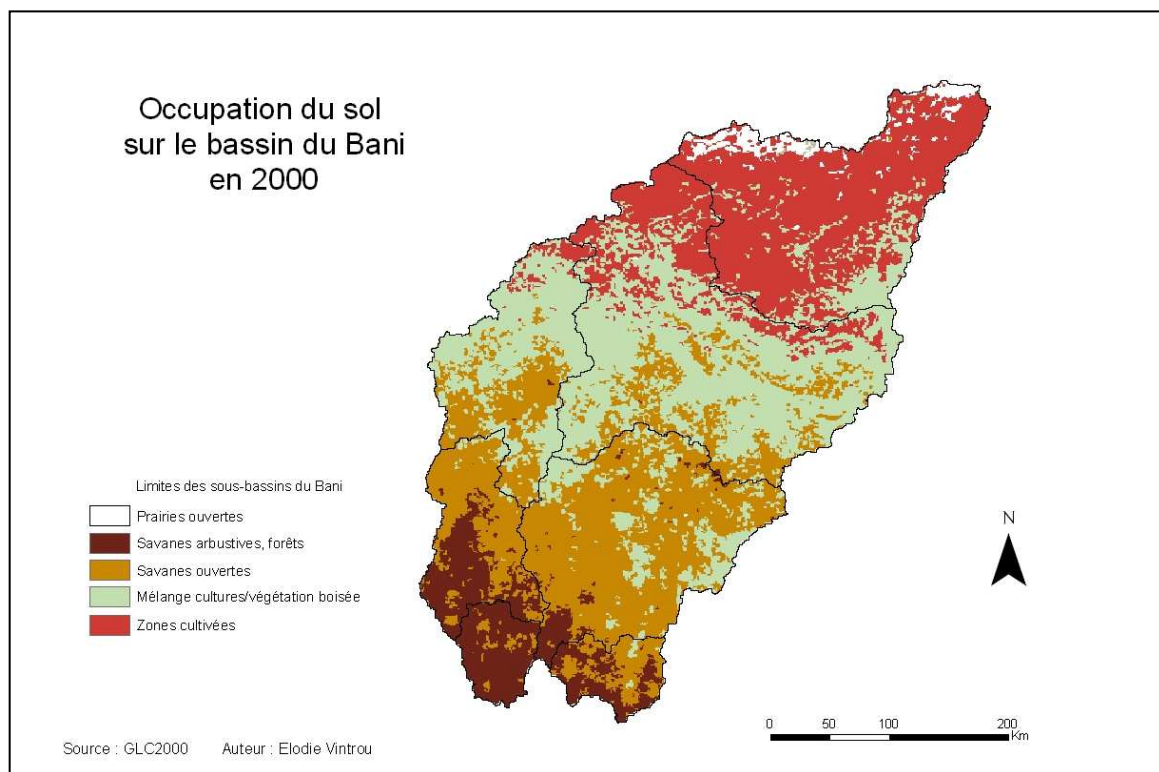 Occupation du sol
sur le bassin du Bani
en 2000
Limites des sous-bassins du Bani
Prairies ouvertes
Savanes arbustives, forêts
Savanes ouvertes
Mélange cultures/végétation boisée
Zones cultivées
N
0 50 100 200
Km
Source : GLC2000 Auteur : Elodie Vintrou